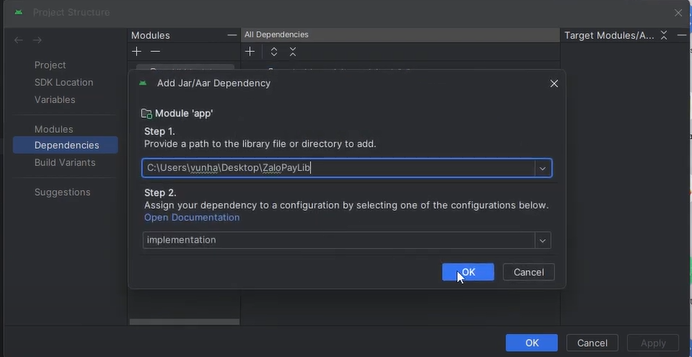 Project Structure
Modules
All Dependencies
Target Modules/A...
Project
SDK Location
Variables
Modules
Dependencies
Build Variants
Suggestions
Add Jar/Aar Dependency
Module 'app'
Step 1.
Provide a path to the library file or directory to add.
C:\Users\vunha\Desktop\ZaloPayLib
Step 2.
Assign your dependency to a configuration by selecting one of the configurations below.
Open Documentation
implementation
OK
Cancel
OK
Cancel
Apply